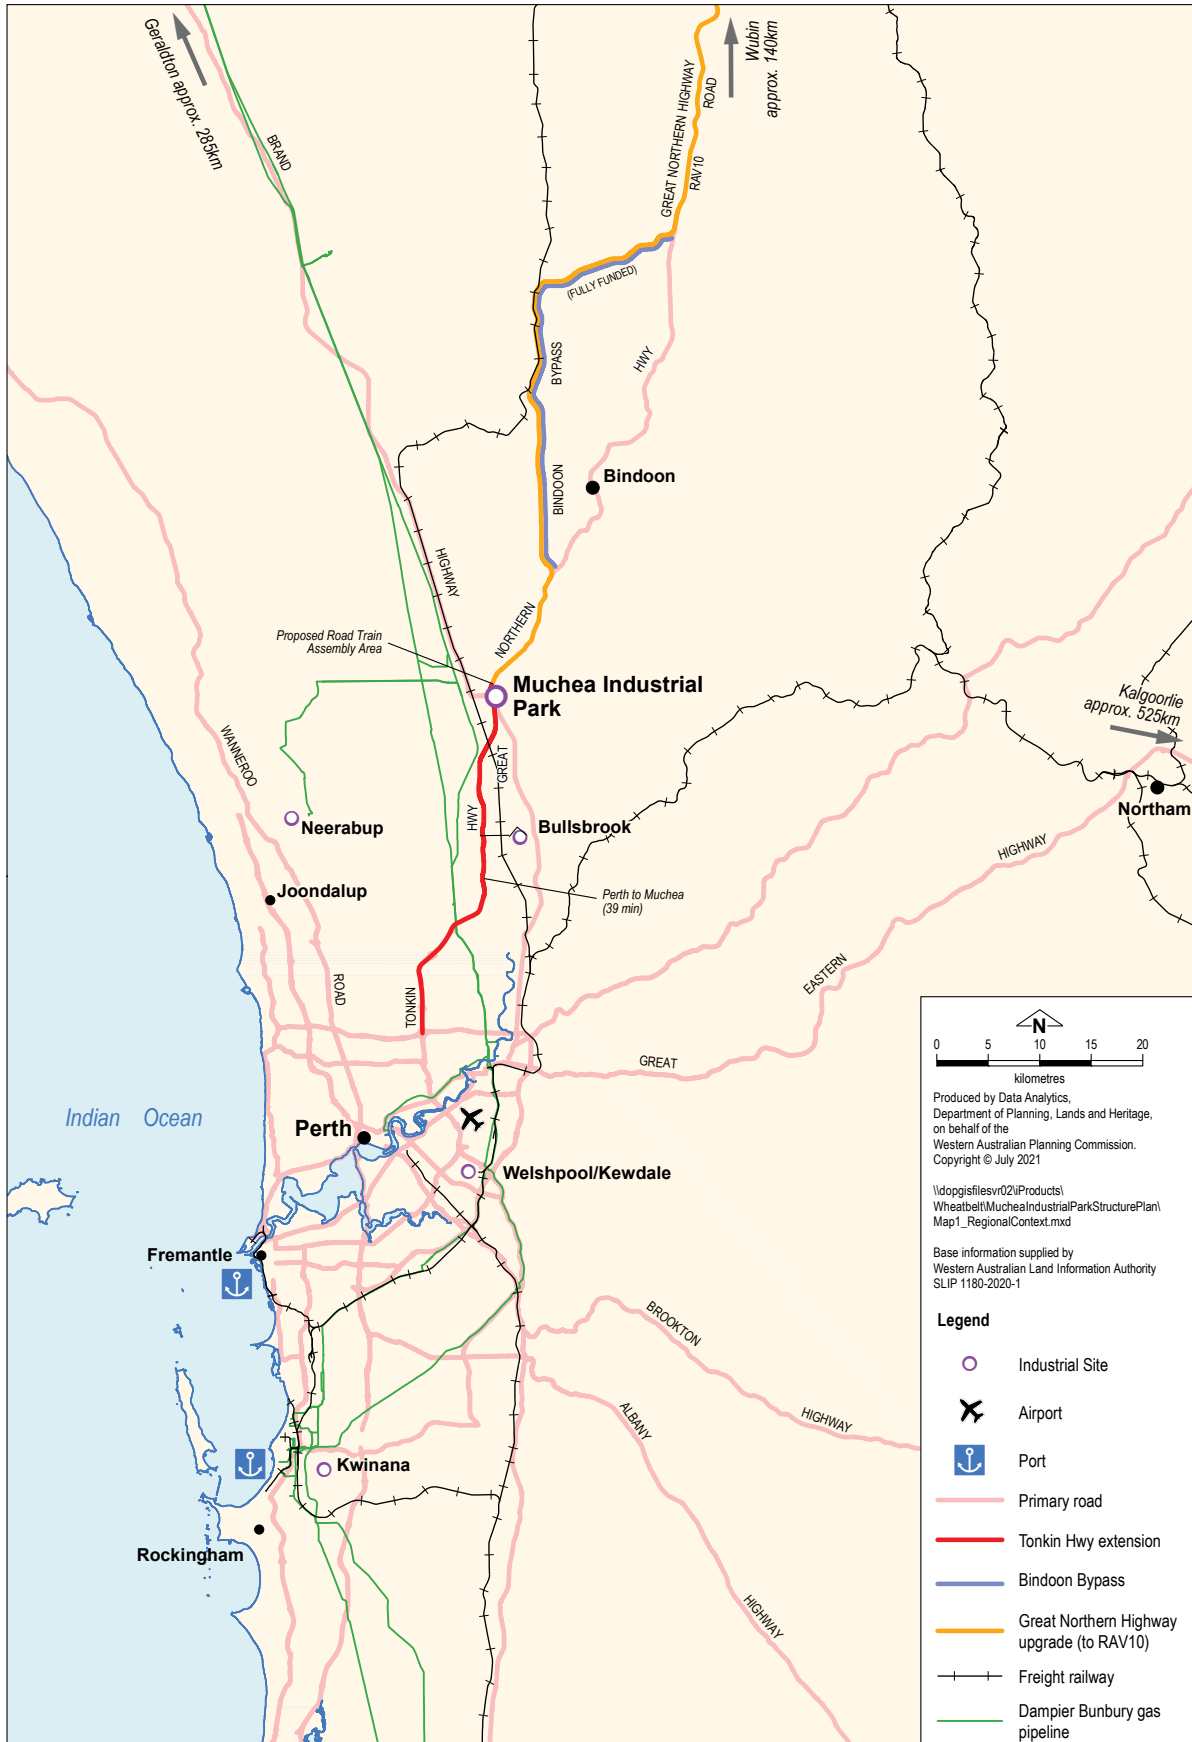 Geraldton approx. 285km
Wubin
approx. 140km
BRAND
GREAT NORTHERN HIGHWAY
ROAD
RAV10
(FULLY FUNDED)
BYPASS
HWY
Bindoon
BINDOON
HIGHWAY
NORTHERN
Proposed Road Train
Assembly Area
Muchea Industrial
Park
Kalgoorlie
approx. 525km
WANNEROO
GREAT
HWY
Northam
Neerabup
Bullsbrook
HIGHWAY
Joondalup
Perth to Muchea
(39 min)
EASTERN
ROAD
TONKIN
GREAT
Indian Ocean
Perth
Welshpool/Kewdale
Fremantle
BROOKTON
HIGHWAY
ALBANY
HIGHWAY
Kwinana
Rockingham
N
0 5 10 15 20
kilometres
Produced by Data Analytics,
Department of Planning, Lands and Heritage,
on behalf of the
Western Australian Planning Commission.
Copyright © July 2021
\\dopgisfilesvr02\iProducts\
Wheatbelt\MucheaIndustrialParkStructurePlan\
Map1_RegionalContext.mxd
Base information supplied by
Western Australian Land Information Authority
SLIP 1180-2020-1
Legend
Industrial Site
Airport
Port
Primary road
Tonkin Hwy extension
Bindoon Bypass
Great Northern Highway
upgrade (to RAV10)
Freight railway
Dampier Bunbury gas
pipeline